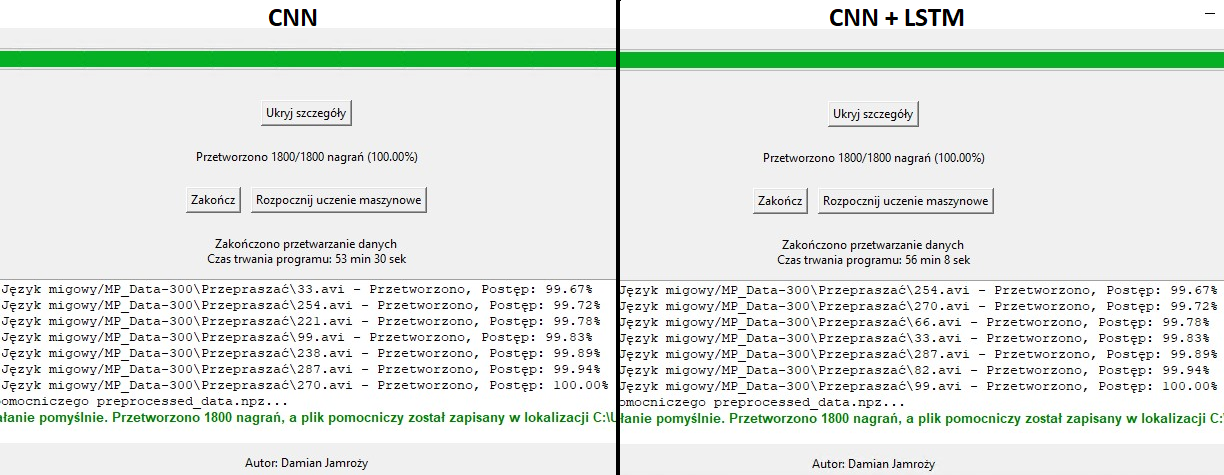 CNN
Ukryj szczegóły
Przetworzono 1800/1800 nagrań (100.00%)
Zakończ
Rozpocznij uczenie maszynowe
Zakończono przetwarzanie danych
Czas trwania programu: 53 min 30 sek
Język migowy/MP_Data-300\Przepraszać\33.avi - Przetworzono, Postęp: 99.67%
Język migowy/MP_Data-300\Przepraszać\254.avi - Przetworzono, Postęp: 99.72%
Język migowy/MP_Data-300\Przepraszać\221.avi - Przetworzono, Postęp: 99.78%
Język migowy/MP_Data-300\Przepraszać\99.avi - Przetworzono, Postęp: 99.83%
Język migowy/MP_Data-300\Przepraszać\238.avi - Przetworzono, Postęp: 99.89%
Język migowy/MP_Data-300\Przepraszać\287.avi - Przetworzono, Postęp: 99.94%
Język migowy/MP_Data-300\Przepraszać\270.avi - Przetworzono, Postęp: 100.00%
omocniczego preprocessed_data.npz...
ałanie pomyślnie. Przetworzono 1800 nagrań, a plik pomocniczy został zapisany w lokalizacji C:\U
Autor: Damian Jamroży
CNN + LSTM
Ukryj szczegóły
Przetworzono 1800/1800 nagrań (100.00%)
Zakończ
Rozpocznij uczenie maszynowe
Zakończono przetwarzanie danych
Czas trwania programu: 56 min 8 sek
Język migowy/MP_Data-300\Przepraszać\254.avi - Przetworzono, Postęp: 99.67%
Język migowy/MP_Data-300\Przepraszać\270.avi - Przetworzono, Postęp: 99.72%
Język migowy/MP_Data-300\Przepraszać\66.avi - Przetworzono, Postęp: 99.78%
Język migowy/MP_Data-300\Przepraszać\33.avi - Przetworzono, Postęp: 99.83%
Język migowy/MP_Data-300\Przepraszać\287.avi - Przetworzono, Postęp: 99.89%
Język migowy/MP_Data-300\Przepraszać\82.avi - Przetworzono, Postęp: 99.94%
Język migowy/MP_Data-300\Przepraszać\99.avi - Przetworzono, Postęp: 100.00%
omocniczego preprocessed_data.npz...
ałanie pomyślnie. Przetworzono 1800 nagrań, a plik pomocniczy został zapisany w lokalizacji C:\
Autor: Damian Jamroży